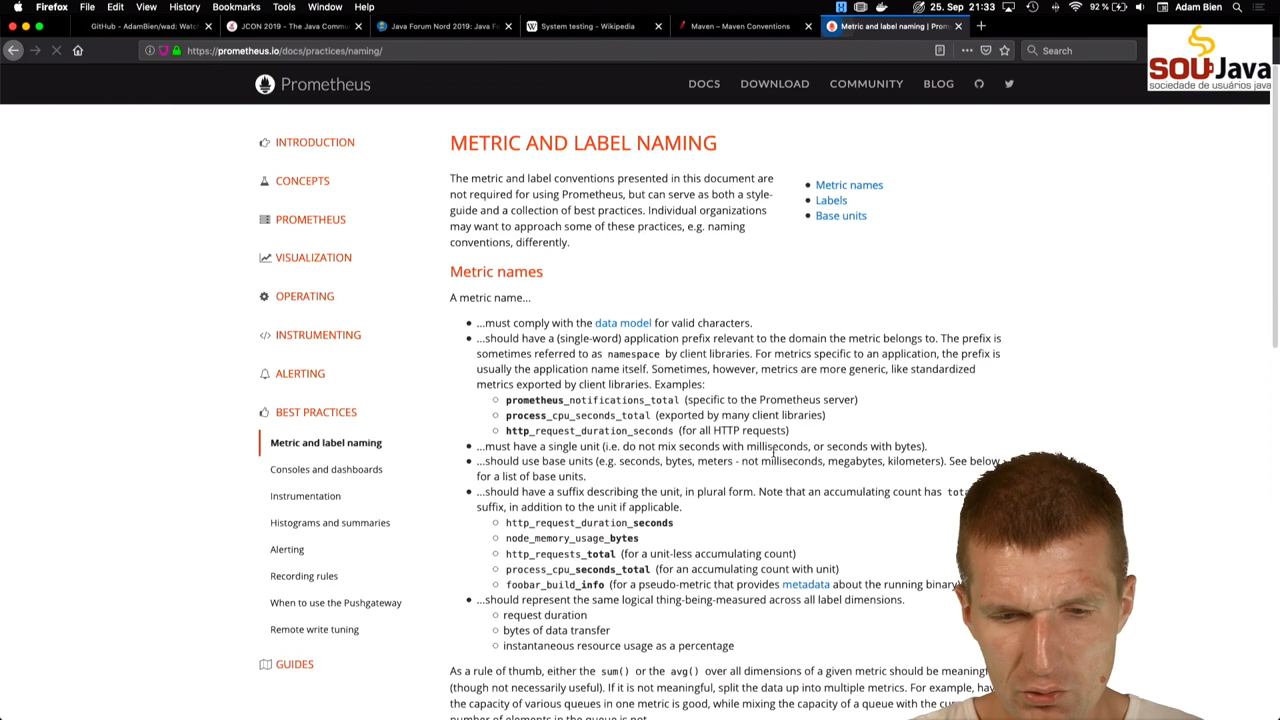 Firefox File Edit View History Bookmarks Tools Window Help
92% 25. Sep 21:33 Adam Bien
GitHub - AdamBien/wad: Watc
JCON 2019 - The Java Commu
Java Forum Nord 2019: Java Fo
System testing - Wikipedia
Maven – Maven Conventions
Metric and label naming | Prom
https://prometheus.io/docs/practices/naming/
Search
SOUJava
sociedade de usuários java
Prometheus
DOCS DOWNLOAD COMMUNITY BLOG
INTRODUCTION
CONCEPTS
PROMETHEUS
VISUALIZATION
OPERATING
INSTRUMENTING
ALERTING
BEST PRACTICES
Metric and label naming
Consoles and dashboards
Instrumentation
Histograms and summaries
Alerting
Recording rules
When to use the Pushgateway
Remote write tuning
GUIDES
METRIC AND LABEL NAMING
The metric and label conventions presented in this document are
not required for using Prometheus, but can serve as both a style-
guide and a collection of best practices. Individual organizations
may want to approach some of these practices, e.g. naming
conventions, differently.
Metric names
Labels
Base units
Metric names
A metric name...
...must comply with the data model for valid characters.
...should have a (single-word) application prefix relevant to the domain the metric belongs to. The prefix is
sometimes referred to as namespace by client libraries. For metrics specific to an application, the prefix is
usually the application name itself. Sometimes, however, metrics are more generic, like standardized
metrics exported by client libraries. Examples:
prometheus_notifications_total (specific to the Prometheus server)
process_cpu_seconds_total (exported by many client libraries)
http_request_duration_seconds (for all HTTP requests)
...must have a single unit (i.e. do not mix seconds with milliseconds, or seconds with bytes).
...should use base units (e.g. seconds, bytes, meters - not milliseconds, megabytes, kilometers). See below
for a list of base units.
...should have a suffix describing the unit, in plural form. Note that an accumulating count has tota
suffix, in addition to the unit if applicable.
http_request_duration_seconds
node_memory_usage_bytes
http_requests_total (for a unit-less accumulating count)
process_cpu_seconds_total (for an accumulating count with unit)
foobar_build_info (for a pseudo-metric that provides metadata about the running binary)
...should represent the same logical thing-being-measured across all label dimensions.
request duration
bytes of data transfer
instantaneous resource usage as a percentage
As a rule of thumb, either the sum() or the avg() over all dimensions of a given metric should be meaning
(though not necessarily useful). If it is not meaningful, split the data up into multiple metrics. For example, hav
the capacity of various queues in one metric is good, while mixing the capacity of a queue with the cur
number of elements in the queue is not.